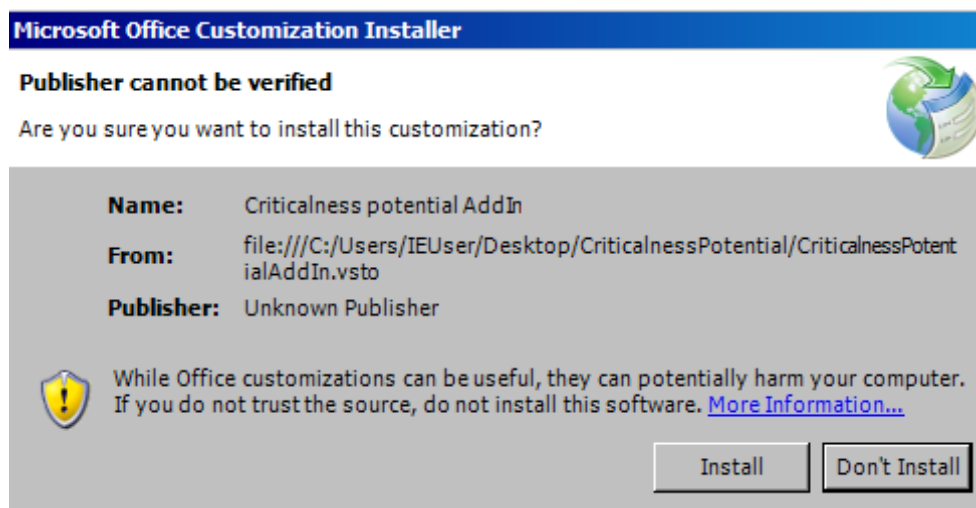 Microsoft Office Customization Installer
Publisher cannot be verified
Are you sure you want to install this customization?
Name: Criticalness potential AddIn
From: file:///C:/Users/IEUser/Desktop/CriticalnessPotential/CriticalnessPotent
ialAddIn.vsto
Publisher: Unknown Publisher
While Office customizations can be useful, they can potentially harm your computer.
If you do not trust the source, do not install this software. More Information...
Install Don't Install